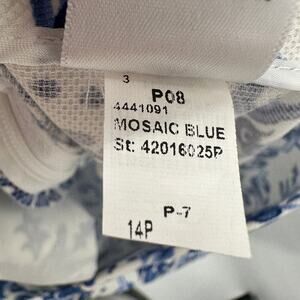 3
P08
4441091
MOSAIC BLUE
St: 42016025P
P-7
14P